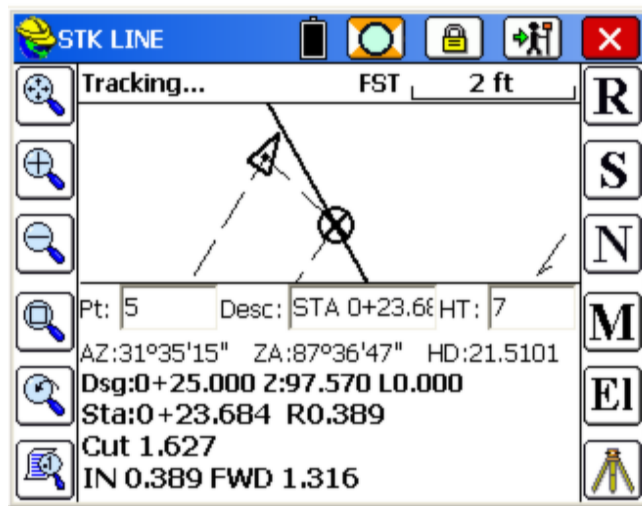 STK LINE
Tracking... FST 2 ft
R
S
N
M
El
Pt: 5 Desc: STA 0+23.68 HT: 7
AZ:31°35'15" ZA:87°36'47" HD:21.5101
Dsg:0+25.000 Z:97.570 L0.000
Sta:0+23.684 R0.389
Cut 1.627
IN 0.389 FWD 1.316